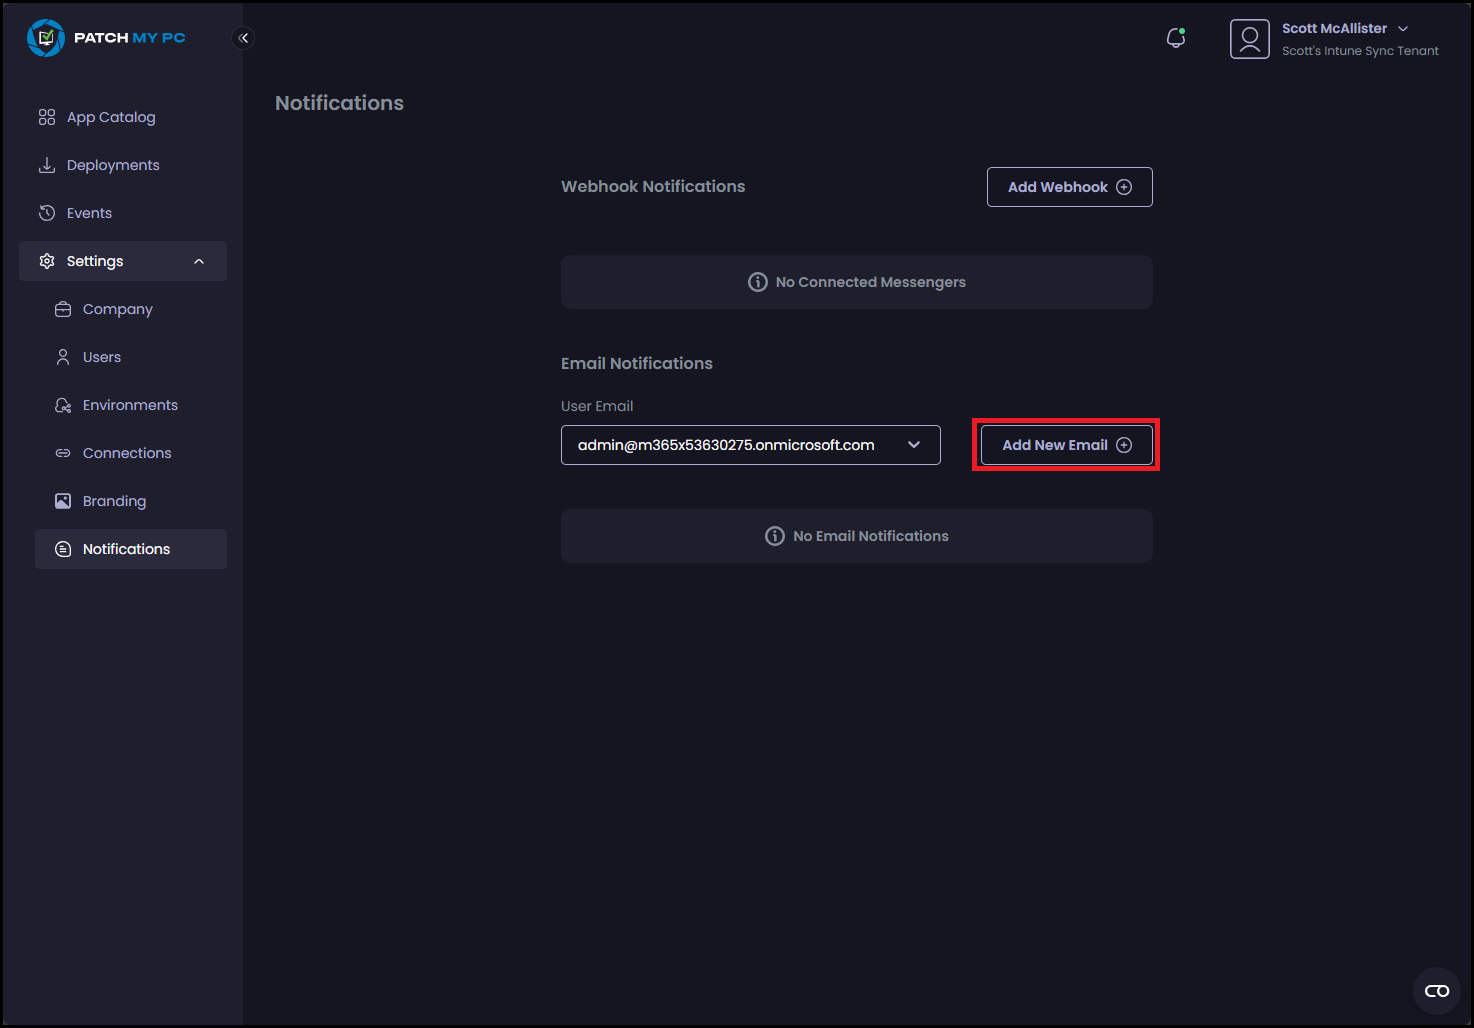 PATCH MY PC
Scott McAllister
Scott's Intune Sync Tenant
App Catalog
Deployments
Events
Settings
Company
Users
Environments
Connections
Branding
Notifications
Notifications
Webhook Notifications
Add Webhook
No Connected Messengers
Email Notifications
User Email
admin@m365x53630275.onmicrosoft.com
Add New Email
No Email Notifications